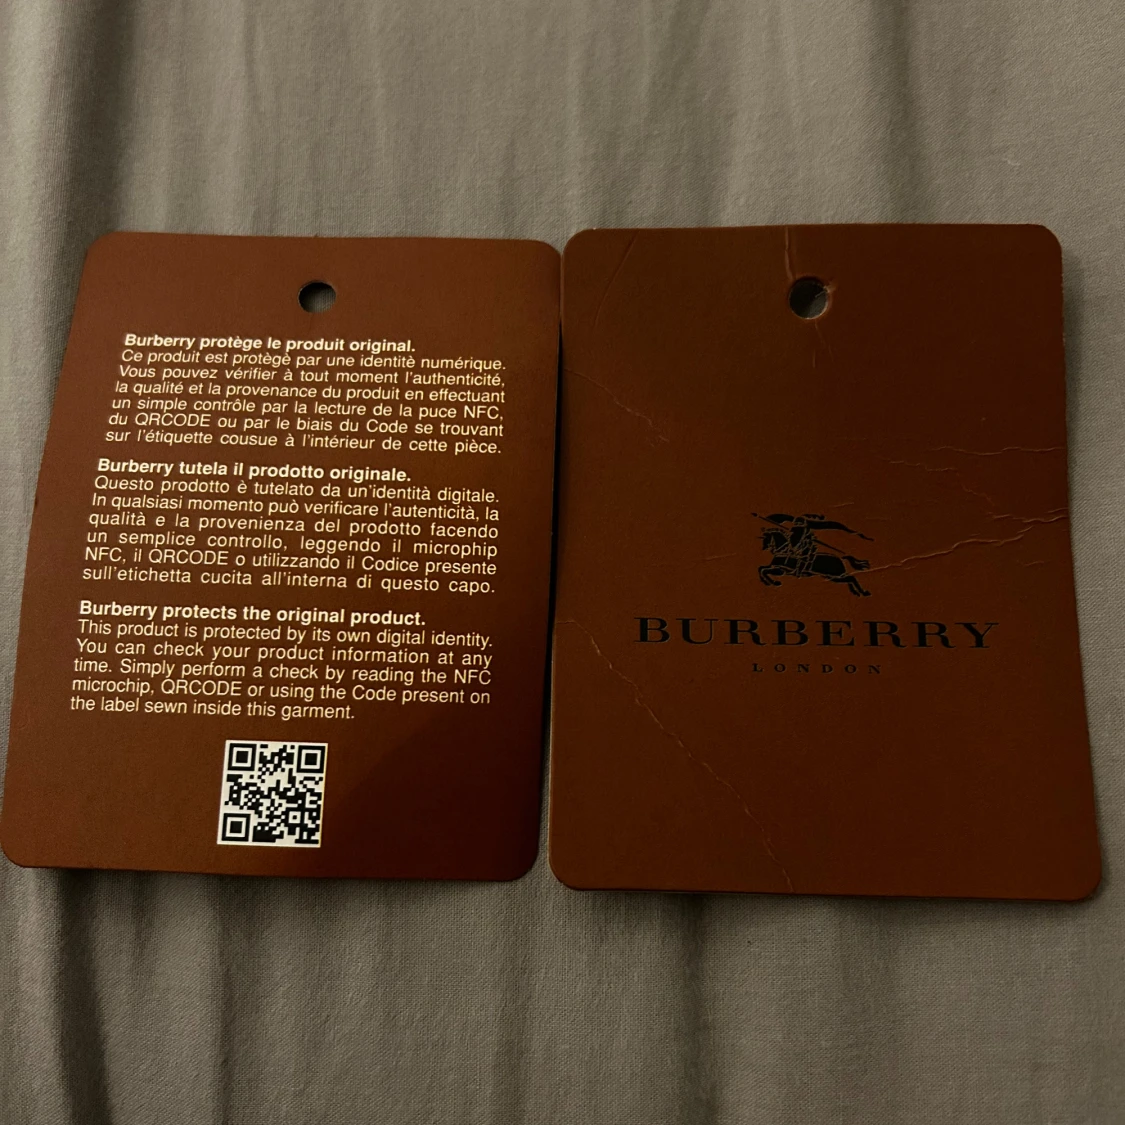 Burberry protège le produit original.
Ce produit est protègè par une identitè numérique.
Vous pouvez vérifier à tout moment l'authenticité,
la qualité et la provenance du produit en effectuant
un simple contrôle par la lecture de la puce NFC,
du QRCODE ou par le biais du Code se trouvant
sur l'étiquette cousue à l'intérieur de cette pièce.
Burberry tutela il prodotto originale.
Questo prodotto è tutelato da un'identità digitale.
In qualsiasi momento può verificare l'autenticità, la
qualità e la provenienza del prodotto facendo
un semplice controllo, leggendo il microphip
NFC, il QRCODE o utilizzando il Codice presente
sull'etichetta cucita all'interna di questo capo.
Burberry protects the original product.
This product is protected by its own digital identity.
You can check your product information at any
time. Simply perform a check by reading the NFC
microchip, QRCODE or using the Code present on
the label sewn inside this garment.
BURBERRY
LONDON